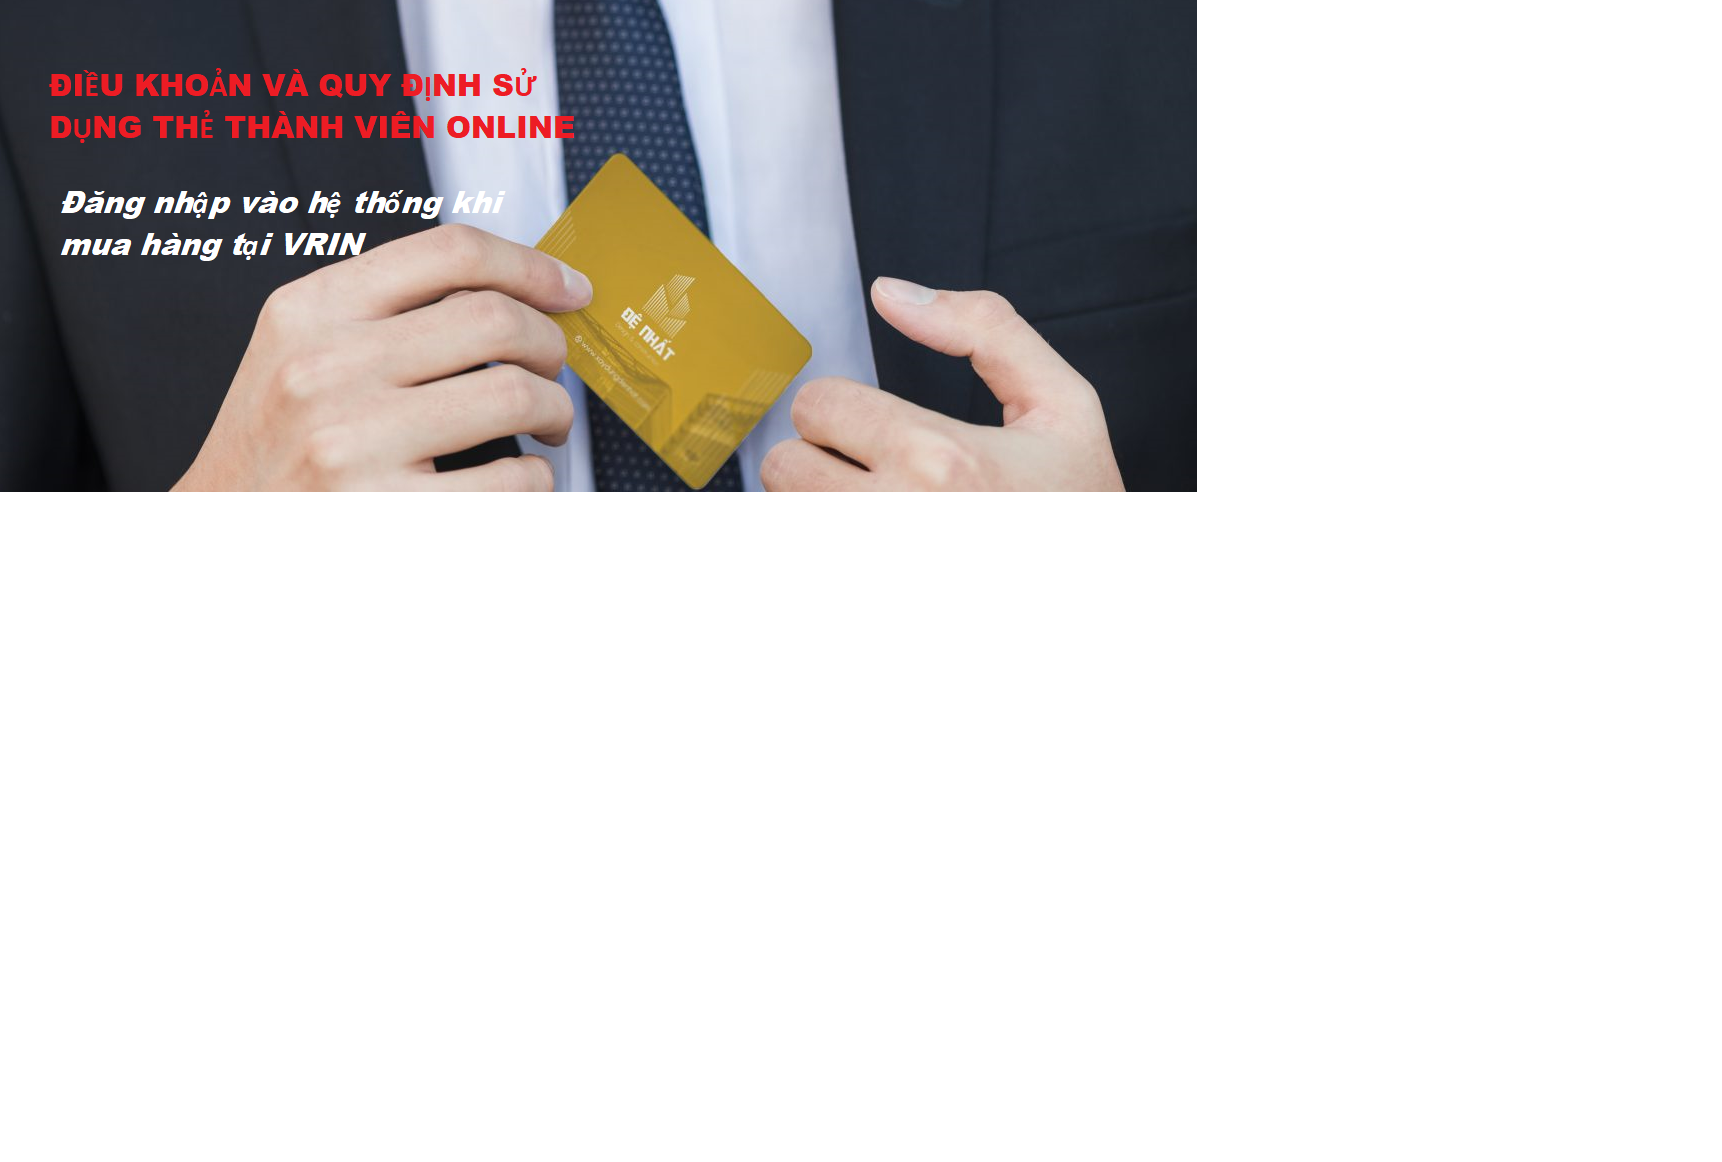 ĐIỀU KHOẢN VÀ QUY ĐỊNH SỬ
DỤNG THẺ THÀNH VIÊN ONLINE
Đăng nhập vào hệ thống khi
mua hàng tại VRIN
ĐỆ NHẤT